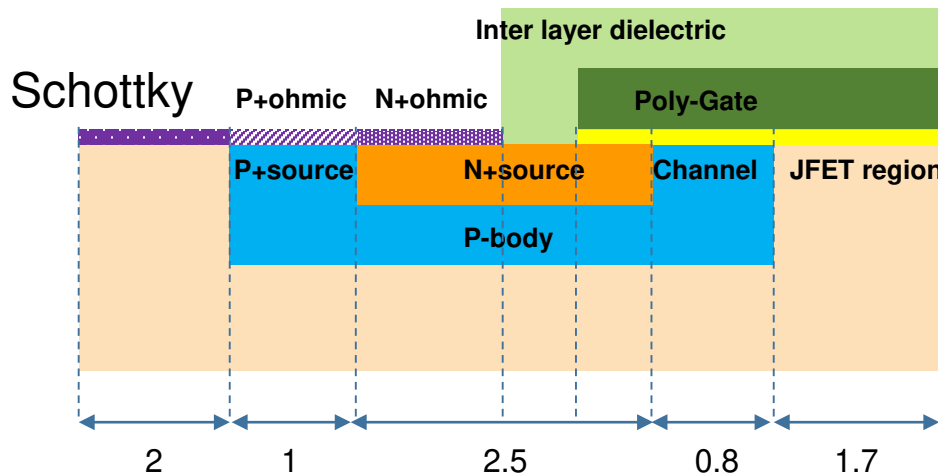 Inter layer dielectric
Schottky
P+ohmic
N+ohmic
Poly-Gate
P+source
N+source
Channel
JFET region
P-body
2
1
2.5
0.8
1.7